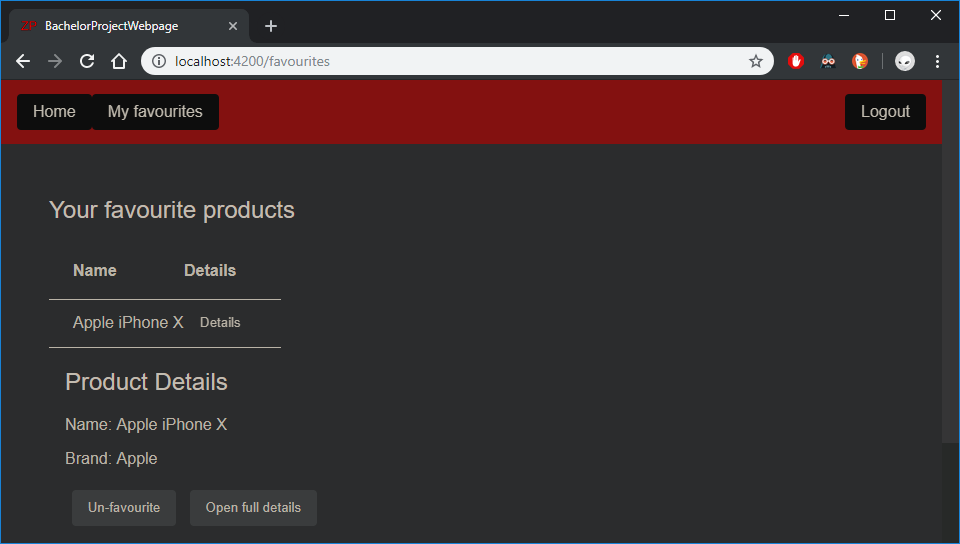 BachelorProjectWebpage
localhost:4200/favourites
Home My favourites Logout
Your favourite products
Name Details
Apple iPhone X Details
Product Details
Name: Apple iPhone X
Brand: Apple
Un-favourite Open full details